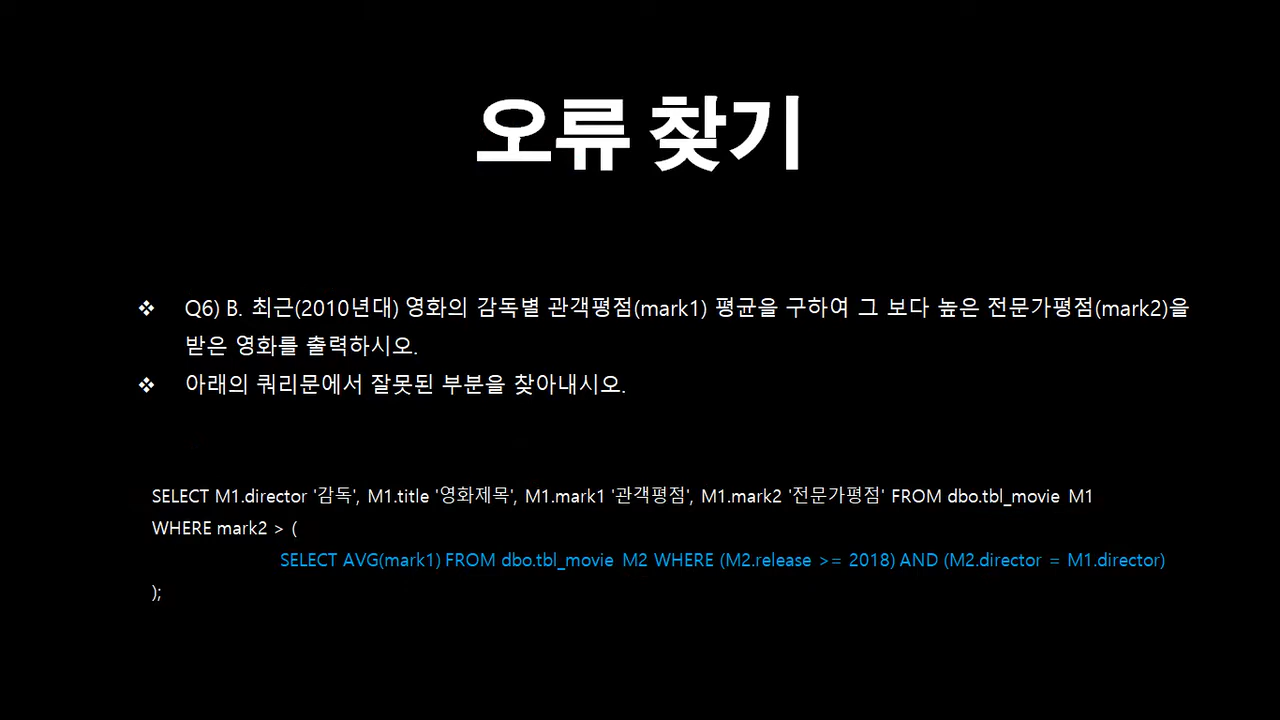 오류 찾기
❖ Q6) B. 최근(2010년대) 영화의 감독별 관객평점(mark1) 평균을 구하여 그 보다 높은 전문가평점(mark2)을
받은 영화를 출력하시오.
❖ 아래의 쿼리문에서 잘못된 부분을 찾아내시오.
SELECT M1.director '감독', M1.title '영화제목', M1.mark1 '관객평점', M1.mark2 '전문가평점' FROM dbo.tbl_movie M1
WHERE mark2 > (
SELECT AVG(mark1) FROM dbo.tbl_movie M2 WHERE (M2.release >= 2018) AND (M2.director = M1.director)
);